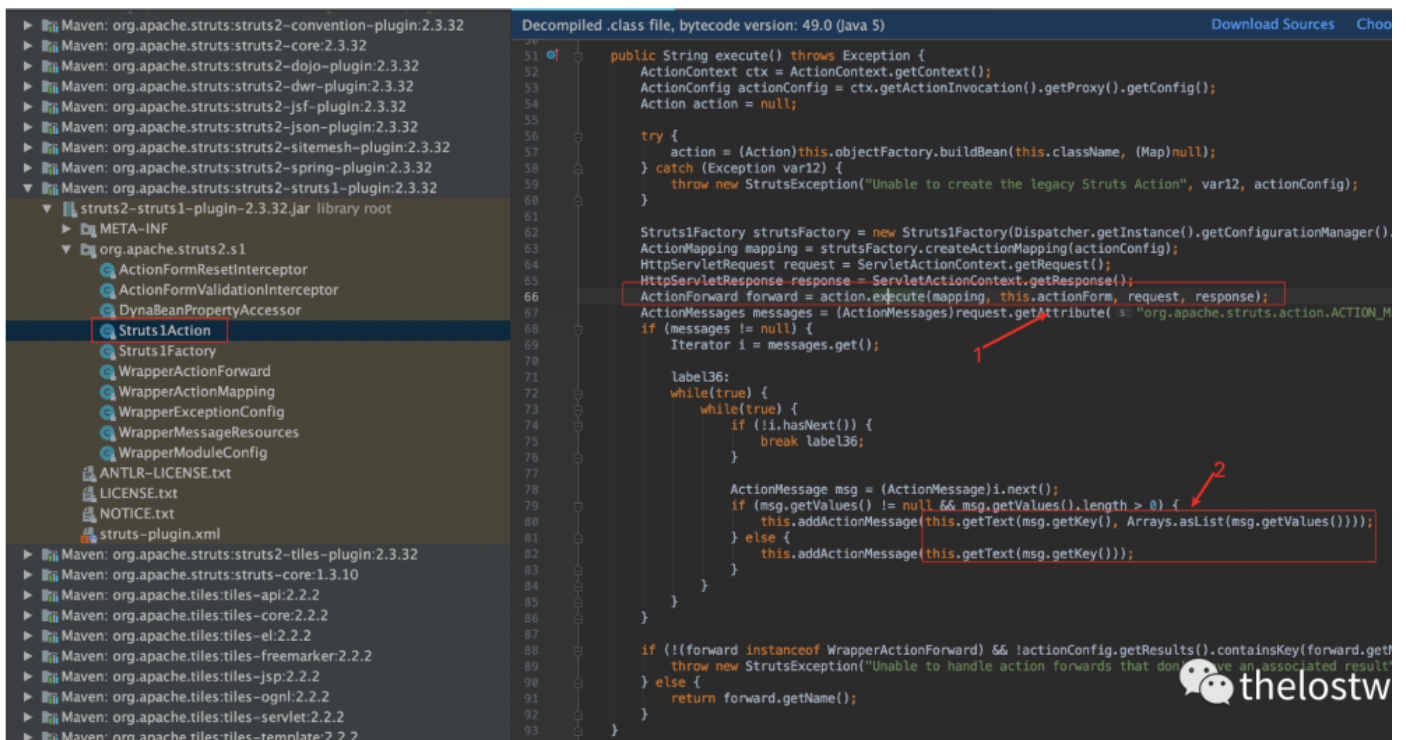 Maven: org.apache.struts:struts2-convention-plugin:2.3.32
Maven: org.apache.struts:struts2-core:2.3.32
Maven: org.apache.struts:struts2-dojo-plugin:2.3.32
Maven: org.apache.struts:struts2-dwr-plugin:2.3.32
Maven: org.apache.struts:struts2-jsf-plugin:2.3.32
Maven: org.apache.struts:struts2-json-plugin:2.3.32
Maven: org.apache.struts:struts2-sitemesh-plugin:2.3.32
Maven: org.apache.struts:struts2-spring-plugin:2.3.32
Maven: org.apache.struts:struts2-struts1-plugin:2.3.32
struts2-struts1-plugin-2.3.32.jar library root
META-INF
org.apache.struts2.s1
ActionFormResetInterceptor
ActionFormValidationInterceptor
DynaBeanPropertyAccessor
Struts1Action
Struts1Factory
WrapperActionForward
WrapperActionMapping
WrapperExceptionConfig
WrapperMessageResources
WrapperModuleConfig
ANTLR-LICENSE.txt
LICENSE.txt
NOTICE.txt
struts-plugin.xml
Maven: org.apache.struts:struts2-tiles-plugin:2.3.32
Maven: org.apache.struts:struts-core:1.3.10
Maven: org.apache.tiles:tiles-api:2.2.2
Maven: org.apache.tiles:tiles-core:2.2.2
Maven: org.apache.tiles:tiles-el:2.2.2
Maven: org.apache.tiles:tiles-freemarker:2.2.2
Maven: org.apache.tiles:tiles-jsp:2.2.2
Maven: org.apache.tiles:tiles-ognl:2.2.2
Maven: org.apache.tiles:tiles-servlet:2.2.2
Maven: org.apache.tiles:tiles-template:2.2.2
Decompiled .class file, bytecode version: 49.0 (Java 5) Download Sources Choo
51 public String execute() throws Exception {
52 ActionContext ctx = ActionContext.getContext();
53 ActionConfig actionConfig = ctx.getActionInvocation().getProxy().getConfig();
54 Action action = null;
55
56 try {
57 action = (Action)this.objectFactory.buildBean(this.className, (Map)null);
58 } catch (Exception var12) {
59 throw new StrutsException("Unable to create the legacy Struts Action", var12, actionConfig);
60 }
61
62 Struts1Factory strutsFactory = new Struts1Factory(Dispatcher.getInstance().getConfigurationManager().
63 ActionMapping mapping = strutsFactory.createActionMapping(actionConfig);
64 HttpServletRequest request = ServletActionContext.getRequest();
65 HttpServletResponse response = ServletActionContext.getResponse();
66 ActionForward forward = action.execute(mapping, this.actionForm, request, response);
67 ActionMessages messages = (ActionMessages)request.getAttribute( s: "org.apache.struts.action.ACTION_M
68 if (messages != null) {
69 Iterator i = messages.get();
70
71 label36:
72 while(true) {
73 while(true) {
74 if (!i.hasNext()) {
75 break label36;
76 }
77
78 ActionMessage msg = (ActionMessage)i.next();
79 if (msg.getValues() != null && msg.getValues().length > 0) {
80 this.addActionMessage(this.getText(msg.getKey(), Arrays.asList(msg.getValues())));
81 } else {
82 this.addActionMessage(this.getText(msg.getKey()));
83 }
84 }
85 }
86 }
87
88 if (!(forward instanceof WrapperActionForward) && !actionConfig.getResults().containsKey(forward.get
89 throw new StrutsException("Unable to handle action forwards that don't have an associated result"
90 } else {
91 return forward.getName();
92 }
93 }
1
2
thelostw